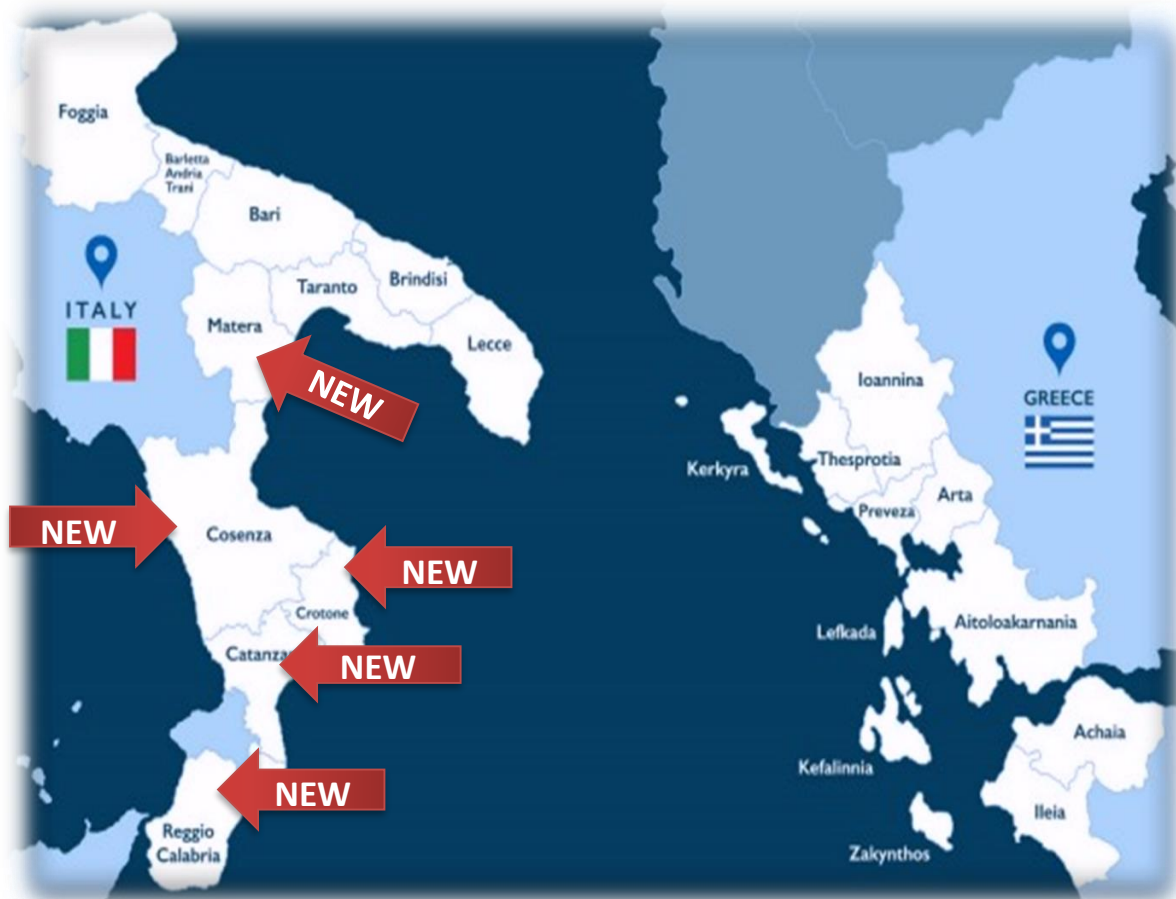 Foggia
Barletta
Andria
Trani
Bari
ITALY
Taranto
Brindisi
Matera
Lecce
NEW
Ioannina
GREECE
Kerkyra
Thesprotia
Arta
Preveza
NEW
Cosenza
NEW
Crotone
Lefkada
Aitoloakarnania
Catanza
NEW
Achaia
Kefalinnia
NEW
Ileia
Reggio
Calabria
Zakynthos